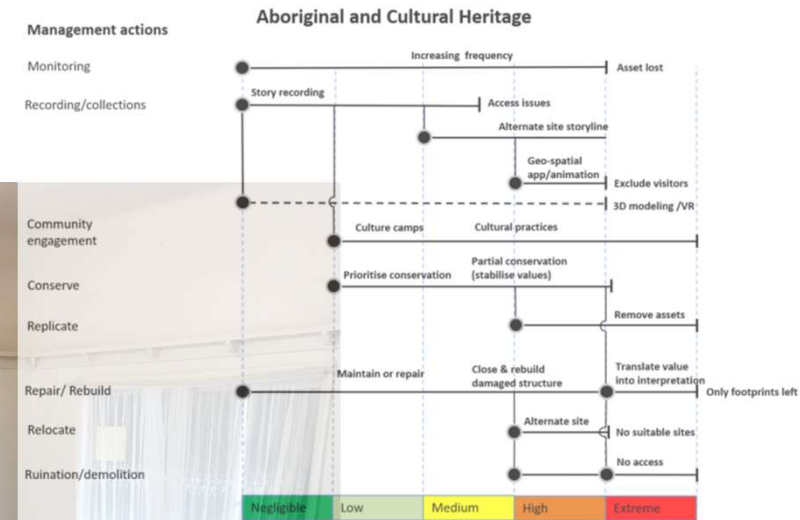 Aboriginal and Cultural Heritage
Management actions
Increasing frequency
Monitoring
Asset lost
Story recording
Recording/collections
Access issues
Alternate site storyline
Geo-spatial
app/animation
Exclude visitors
3D modeling /VR
Community
engagement
Culture camps
Cultural practices
Partial conservation
(stabilise values)
Prioritise conservation
Conserve
Remove assets
Replicate
Translate value
into interpretation
Maintain or repair
Close & rebuild
damaged structure
Repair/ Rebuild
Only footprints left
Alternate site
Relocate
No suitable sites
No access
Ruination/demolition
Negligible
Low
Medium
High
Extreme